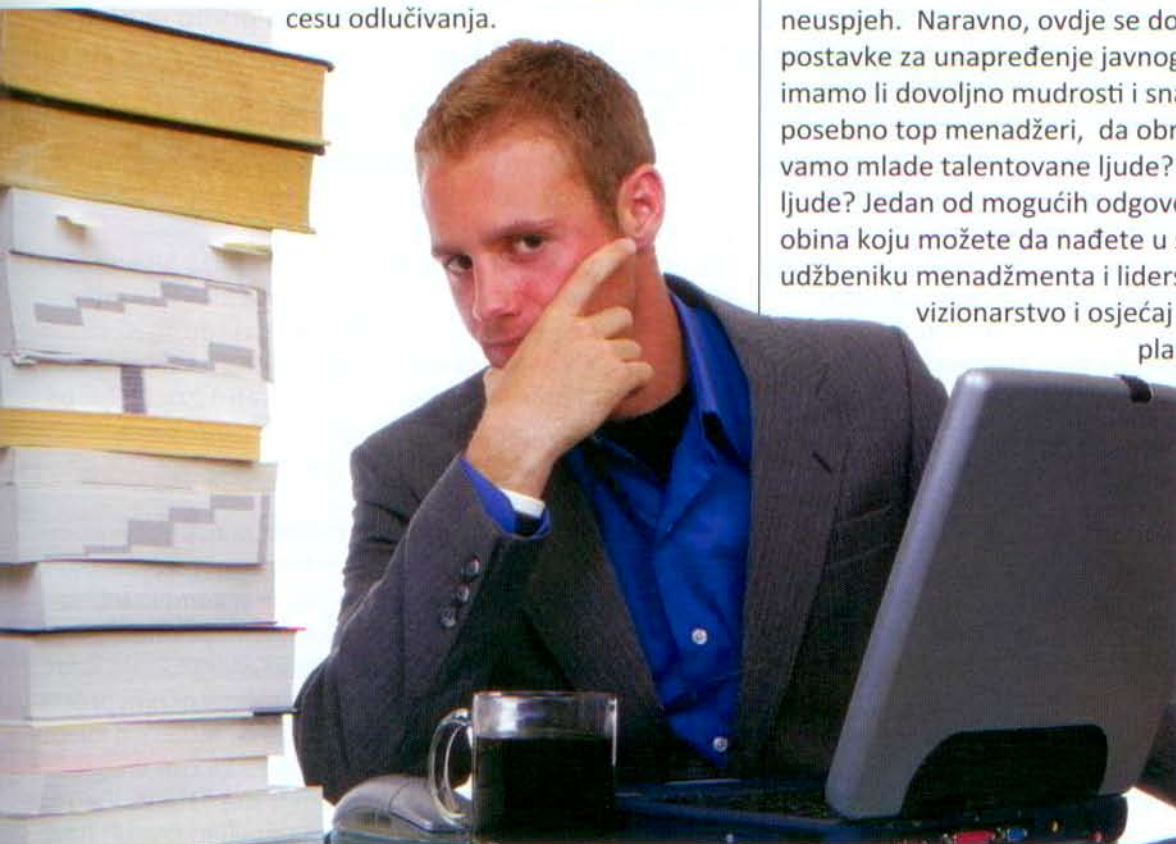 cesu odlučivanja.
neuspjeh. Naravno, ovdje se do
postavke za unapređenje javnog
imamo li dovoljno mudrosti i sna
posebno top menadžeri, da obr
vamo mlade talentovane ljude?
ljude? Jedan od mogućih odgovo
obina koju možete da nađete u
udžbeniku menadžmenta i liders
vizionarstvo i osjećaj
pla